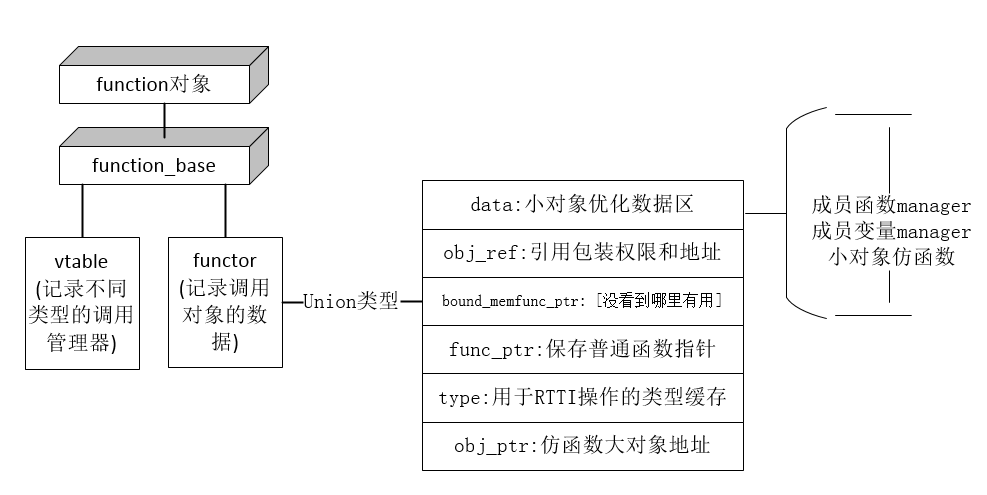 function对象
function_base
vtable
(记录不同
类型的调用
管理器)
functor
(记录调用
对象的数
据)
Union类型
data:小对象优化数据区
obj_ref:引用包装权限和地址
bound_memfunc_ptr: [没看到哪里有用]
func_ptr:保存普通函数指针
type:用于RTTI操作的类型缓存
obj_ptr:仿函数大对象地址
成员函数manager
成员变量manager
小对象仿函数